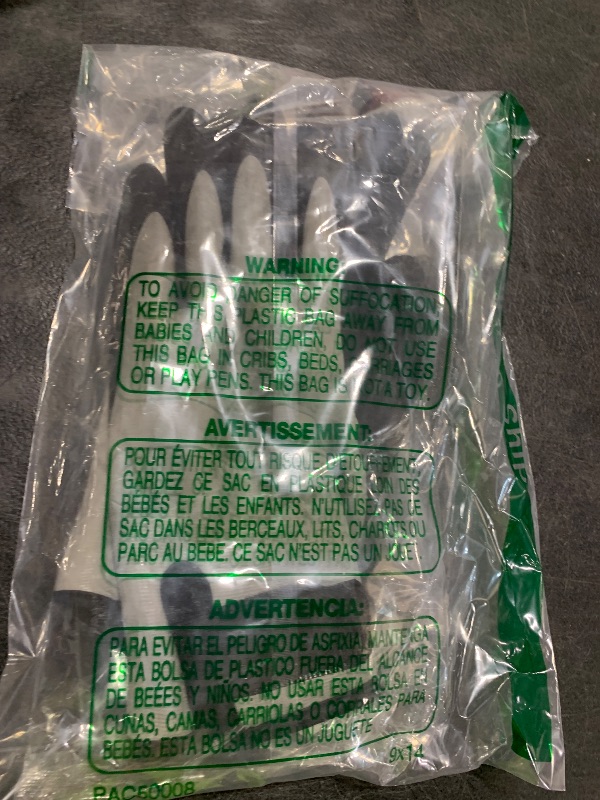 WARNING
TO AVOID DANGER OF SUFFOCATION,
KEEP THIS PLASTIC BAG AWAY FROM
BABIES AND CHILDREN, DO NOT USE
THIS BAG IN CRIBS, BEDS, CARRIAGES
OR PLAY PENS. THIS BAG IS NOT A TOY.
AVERTISSEMENT:
POUR ÉVITER TOUT RISQUE D'ÉTOUFFEMENT,
GARDEZ CE SAC EN PLASTIQUE LOIN DES
BÉBÉS ET LES ENFANTS. N'UTILISEZ PAS CE
SAC DANS LES BERCEAUX, LITS, CHARIOTS OU
PARC AU BEBE. CE SAC N'EST PAS UN JOUET.
ADVERTENCIA:
PARA EVITAR EL PELIGRO DE ASFIXIA, MANTENGA
ESTA BOLSA DE PLASTICO FUERA DEL ALCANCE
DE BEBÉS Y NIÑOS. NO USAR ESTA BOLSA EN
CUNAS, CAMAS, CARRIOLAS O CORRALES PARA
BEBÉS. ESTA BOLSA NO ES UN JUGUETE
9x14
BAC50008